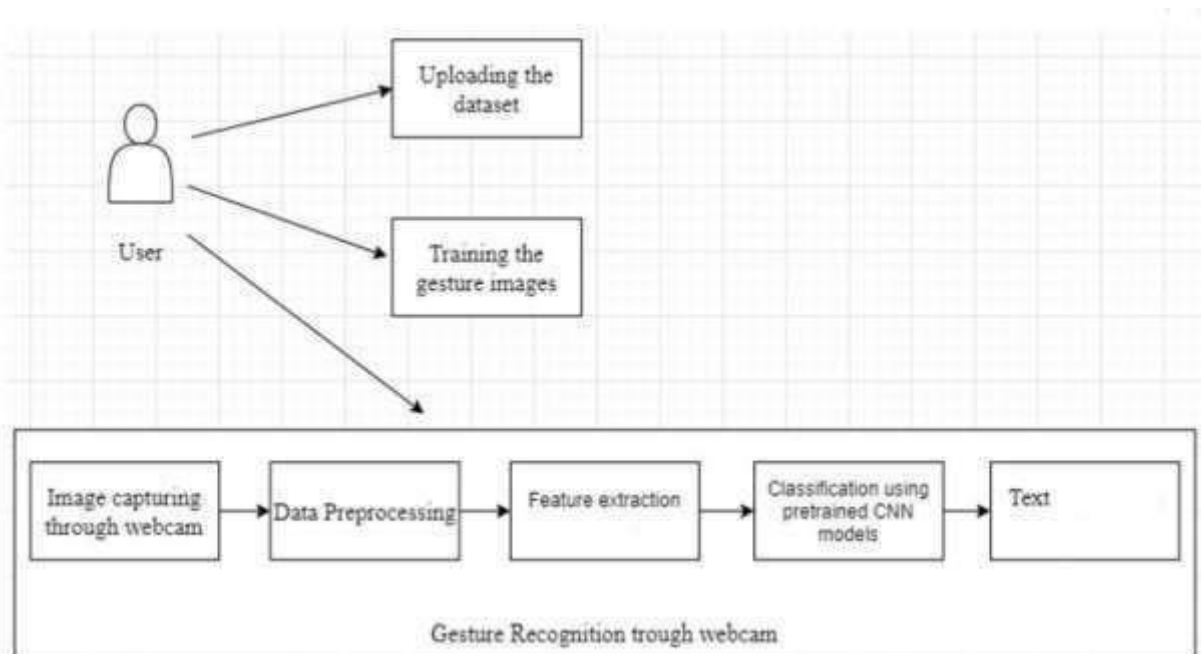 Uploading the
dataset
User
Training the
gesture images
Image capturing
through webcam
Data Preprocessing
Feature extraction
Classification using
pretrained CNN
models
Text
Gesture Recognition trough webcam